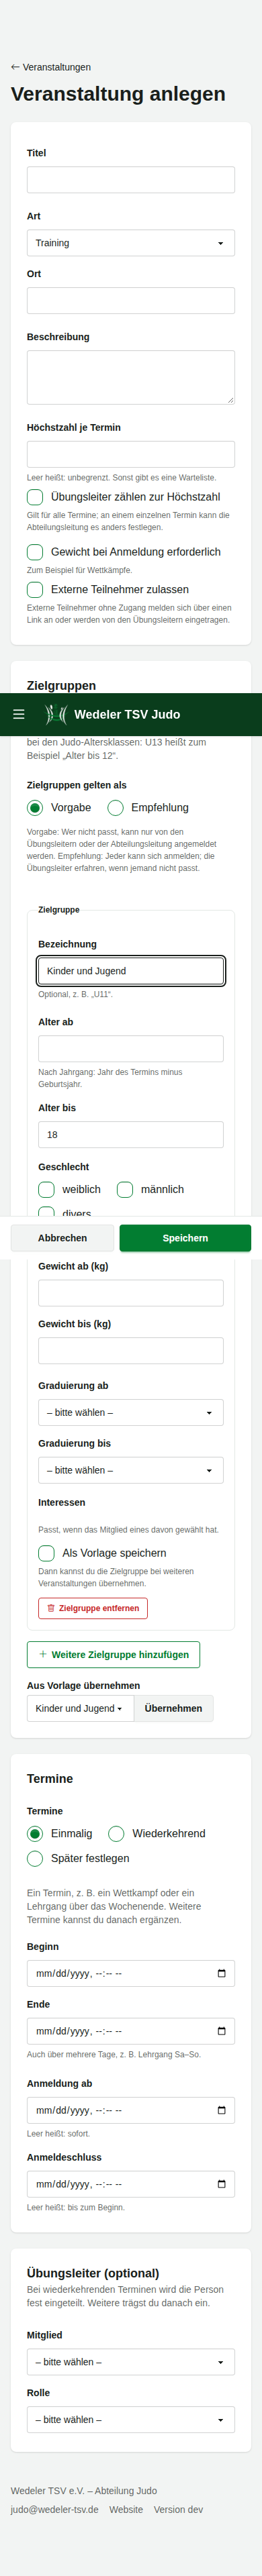 ← Veranstaltungen
Veranstaltung anlegen
Titel
Art
Training
Ort
Beschreibung
Höchstzahl je Termin
Leer heißt: unbegrenzt. Sonst gibt es eine Warteliste.
Übungsleiter zählen zur Höchstzahl
Gilt für alle Termine; an einem einzelnen Termin kann die
Abteilungsleitung es anders festlegen.
Gewicht bei Anmeldung erforderlich
Zum Beispiel für Wettkämpfe.
Externe Teilnehmer zulassen
Externe Teilnehmer ohne Zugang melden sich über einen
Link an oder werden von den Übungsleitern eingetragen.
Zielgruppen
Wedeler TSV Judo
bei den Judo-Altersklassen: U13 heißt zum
Beispiel „Alter bis 12“.
Zielgruppen gelten als
Vorgabe
Empfehlung
Vorgabe: Wer nicht passt, kann nur von den
Übungsleitern oder der Abteilungsleitung angemeldet
werden. Empfehlung: Jeder kann sich anmelden; die
Übungsleiter erfahren, wenn jemand nicht passt.
Zielgruppe
Bezeichnung
Kinder und Jugend
Optional, z. B. „U11“.
Alter ab
Nach Jahrgang: Jahr des Termins minus
Geburtsjahr.
Alter bis
18
Geschlecht
weiblich
männlich
divers
Abbrechen
Speichern
Gewicht ab (kg)
Gewicht bis (kg)
Graduierung ab
– bitte wählen –
Graduierung bis
– bitte wählen –
Interessen
Passt, wenn das Mitglied eines davon gewählt hat.
Als Vorlage speichern
Dann kannst du die Zielgruppe bei weiteren
Veranstaltungen übernehmen.
Zielgruppe entfernen
+ Weitere Zielgruppe hinzufügen
Aus Vorlage übernehmen
Kinder und Jugend
Übernehmen
Termine
Termine
Einmalig
Wiederkehrend
Später festlegen
Ein Termin, z. B. ein Wettkampf oder ein
Lehrgang über das Wochenende. Weitere
Termine kannst du danach ergänzen.
Beginn
mm/dd/yyyy, --:-- --
Ende
mm/dd/yyyy, --:-- --
Auch über mehrere Tage, z. B. Lehrgang Sa–So.
Anmeldung ab
mm/dd/yyyy, --:-- --
Leer heißt: sofort.
Anmeldeschluss
mm/dd/yyyy, --:-- --
Leer heißt: bis zum Beginn.
Übungsleiter (optional)
Bei wiederkehrenden Terminen wird die Person
fest eingeteilt. Weitere trägst du danach ein.
Mitglied
– bitte wählen –
Rolle
– bitte wählen –
Wedeler TSV e.V. – Abteilung Judo
judo@wedeler-tsv.de Website Version dev